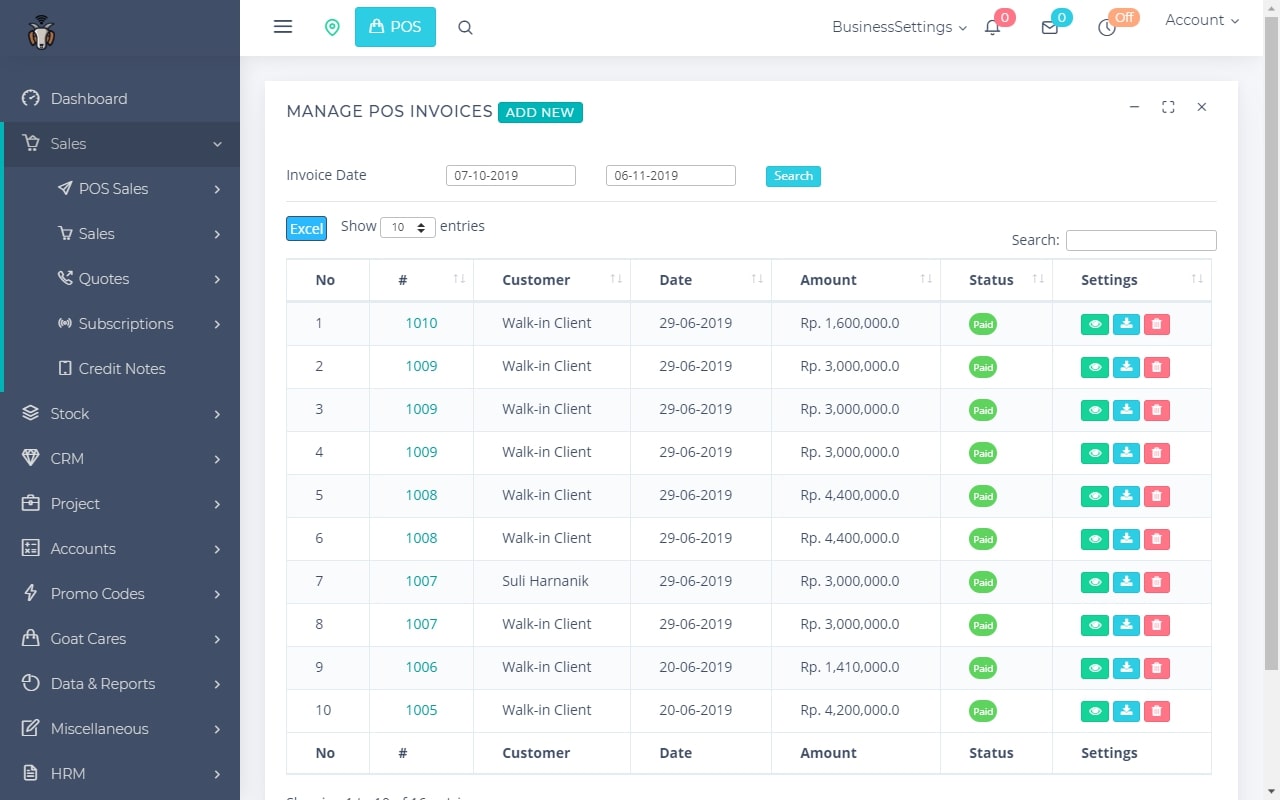 POS
BusinessSettings
0
0
Off
Account
Dashboard
Sales
POS Sales
Sales
Quotes
Subscriptions
Credit Notes
Stock
CRM
Project
Accounts
Promo Codes
Goat Cares
Data & Reports
Miscellaneous
HRM
MANAGE POS INVOICES ADD NEW
Invoice Date 07-10-2019 06-11-2019 Search
Excel Show 10 entries
Search:
No # Customer Date Amount Status Settings
1 1010 Walk-in Client 29-06-2019 Rp. 1,600,000.0 Paid
2 1009 Walk-in Client 29-06-2019 Rp. 3,000,000.0 Paid
3 1009 Walk-in Client 29-06-2019 Rp. 3,000,000.0 Paid
4 1009 Walk-in Client 29-06-2019 Rp. 3,000,000.0 Paid
5 1008 Walk-in Client 29-06-2019 Rp. 4,400,000.0 Paid
6 1008 Walk-in Client 29-06-2019 Rp. 4,400,000.0 Paid
7 1007 Suli Harnanik 29-06-2019 Rp. 3,000,000.0 Paid
8 1007 Walk-in Client 29-06-2019 Rp. 3,000,000.0 Paid
9 1006 Walk-in Client 20-06-2019 Rp. 1,410,000.0 Paid
10 1005 Walk-in Client 20-06-2019 Rp. 4,200,000.0 Paid
No # Customer Date Amount Status Settings